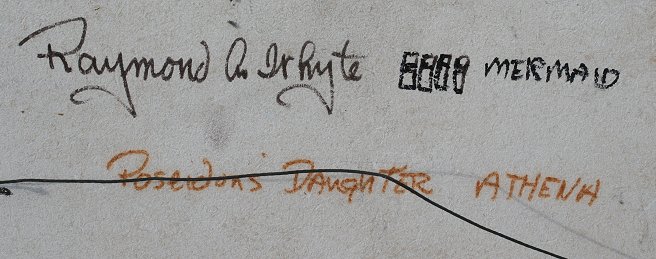 Raymond A. Whyte MERMAID
POSEIDON'S DAUGHTER ATHENA